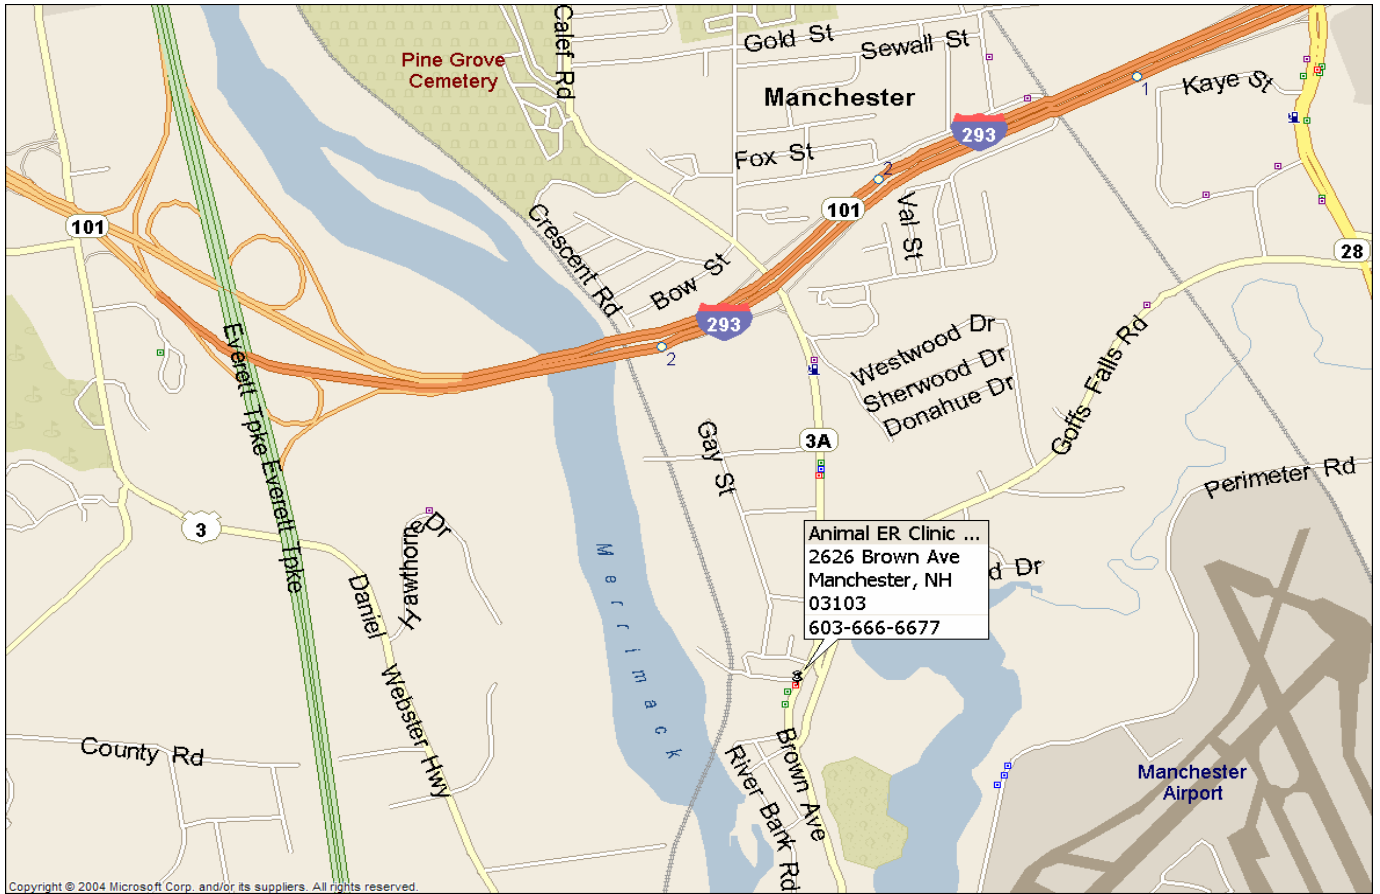 Calef Rd
Gold St
Sewall St
Pine Grove
Cemetery
Manchester
1
Kaye St
293
Fox St
2
101
101
Val St
28
Crescent Rd
Bow St
293
2
Westwood Dr
Sherwood Dr
Donahue Dr
Goffs Falls Rd
Everett Tpke
Everett Tpke
3A
Gay St
Perimeter Rd
3
Hawthorne Dr
Merrimack
Animal ER Clinic ...
2626 Brown Ave
Manchester, NH
03103
603-666-6677
d Dr
Daniel Webster Hwy
County Rd
Brown Ave
River Bank Rd
Manchester
Airport
Copyright © 2004 Microsoft Corp. and/or its suppliers. All rights reserved.